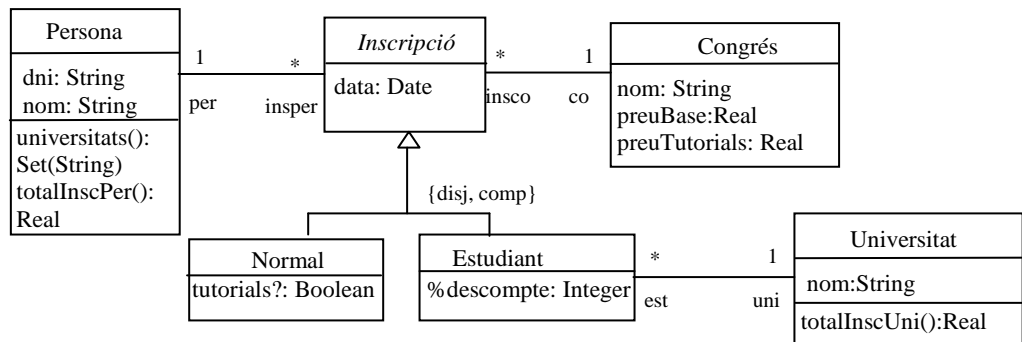 Persona
dni: String
nom: String
universitats():
Set(String)
totalInscPer():
Real
1
per
*
insper
Inscripció
data: Date
*
insco
1
co
Congrés
nom: String
preuBase:Real
preuTutorials: Real
{disj, comp}
Normal
tutorials?: Boolean
Estudiant
%descompte: Integer
*
est
1
uni
Universitat
nom:String
totalInscUni():Real